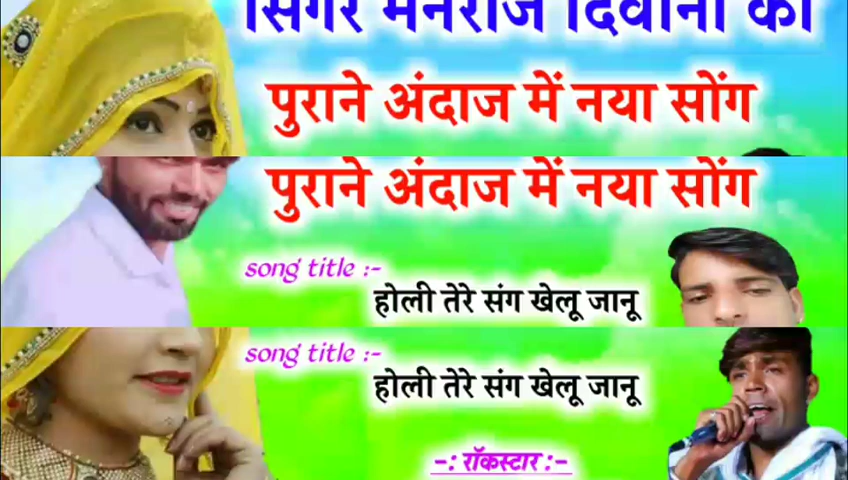 सिंगर मनराज दिवाना की
पुराने अंदाज में नया सोंग
पुराने अंदाज में नया सोंग
song title :-
होली तेरे संग खेलू जानू
song title :-
होली तेरे संग खेलू जानू
-: रॉकस्टार :-